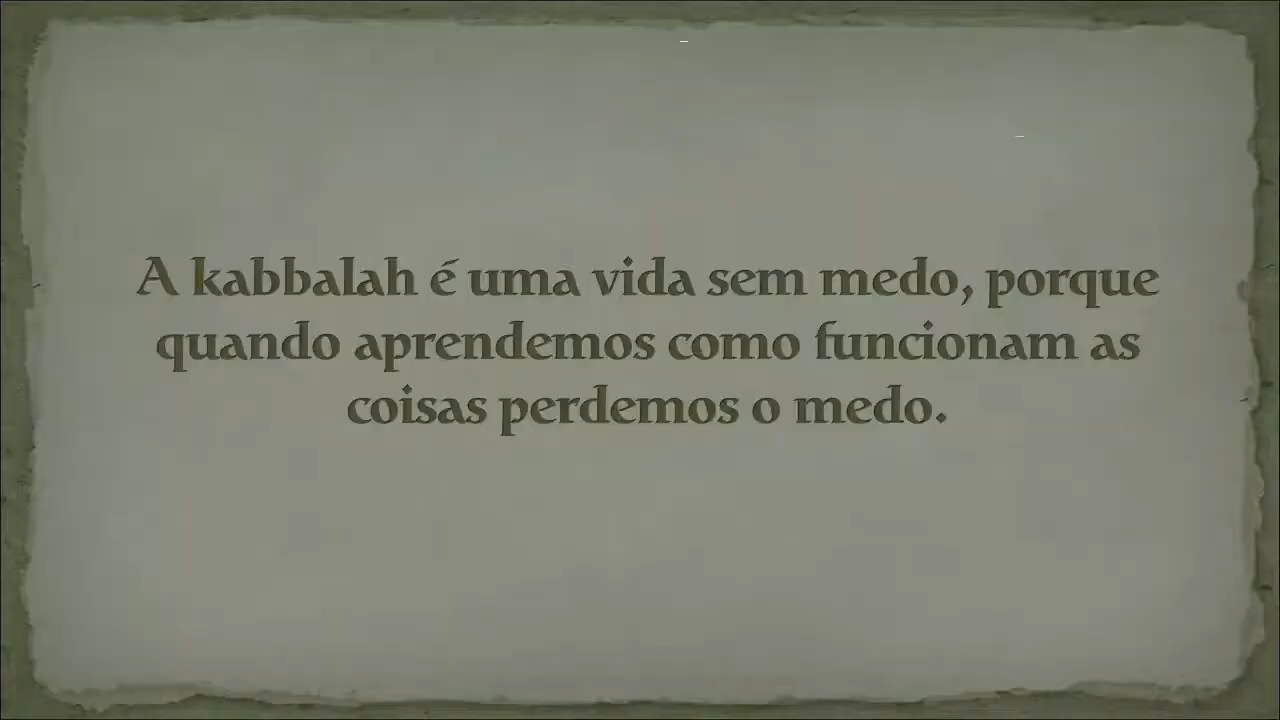 A kabbalah é uma vida sem medo, porque
quando aprendemos como funcionam as
coisas perdemos o medo.